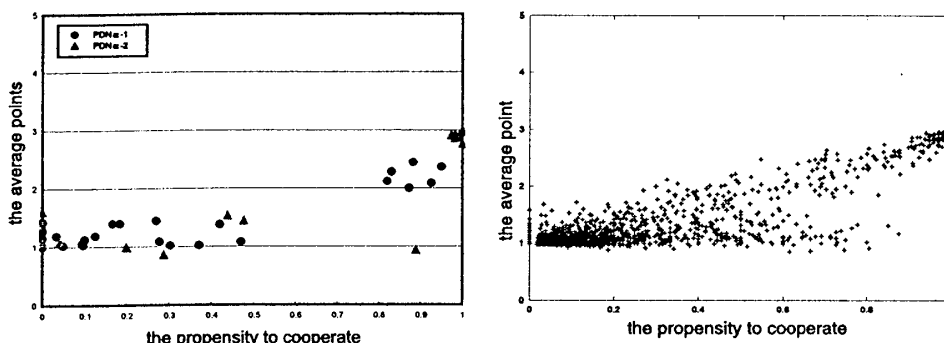 5
4
3
2
1
0
PDN=-1
PDN=-2
the average points
0 0.1 0.2 0.3 0.4 0.5 0.6 0.7 0.8 0.9 1
the propensity to cooperate
5
4
3
2
1
0
the average point
0 0.2 0.4 0.6 0.8
the propensity to cooperate